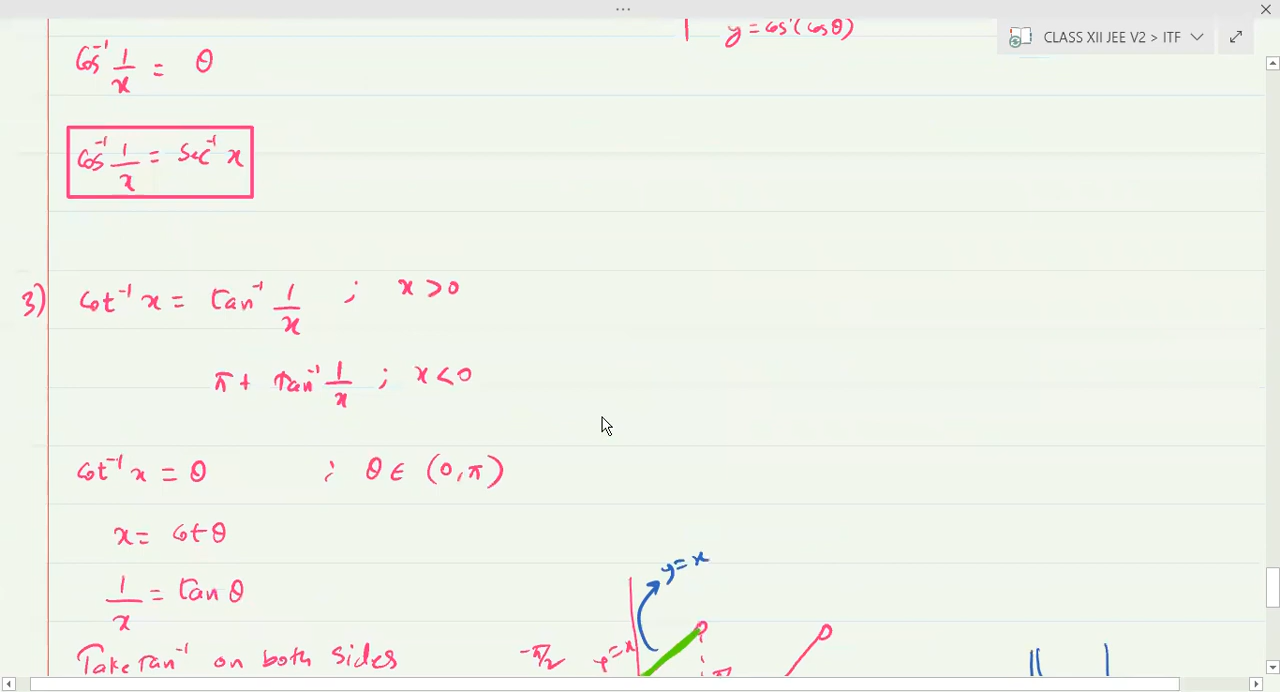 y = cos⁻¹(cosθ)
CLASS XII JEE V2 > ITF
Cos⁻¹ 1/x = θ
Cos⁻¹ 1/x = Sec⁻¹ x
3) Cot⁻¹ x = Tan⁻¹ 1/x ; x > 0
π + Tan⁻¹ 1/x ; x < 0
Cot⁻¹ x = θ ; θ ∈ (0, π)
x = Cot θ
1/x = Tan θ
y = x
Take Tan⁻¹ on both sides
-π/2